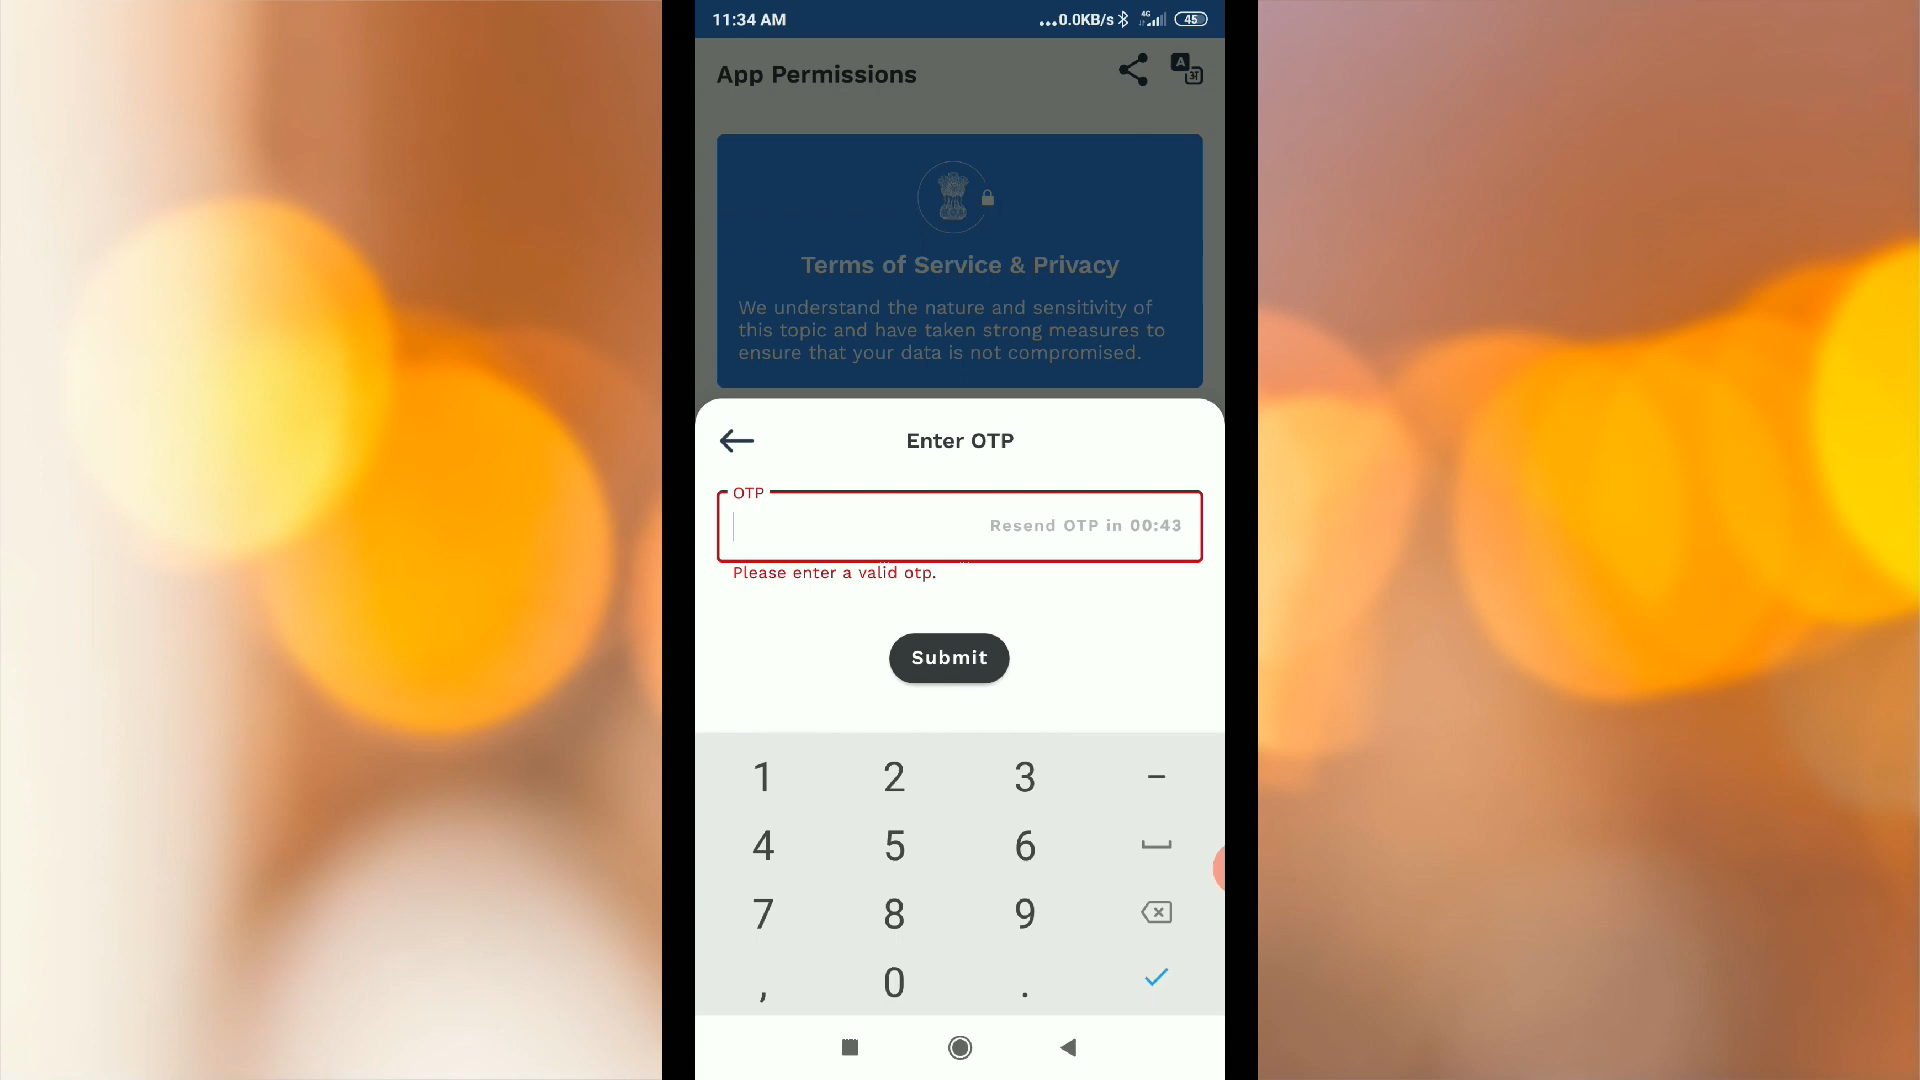 11:34 AM
...0.0KB/s 4G 45
App Permissions
A अ
Terms of Service & Privacy
We understand the nature and sensitivity of
this topic and have taken strong measures to
ensure that your data is not compromised.
Enter OTP
OTP
Resend OTP in 00:43
Please enter a valid otp.
Submit
1 2 3 –
4 5 6
7 8 9
, 0 .